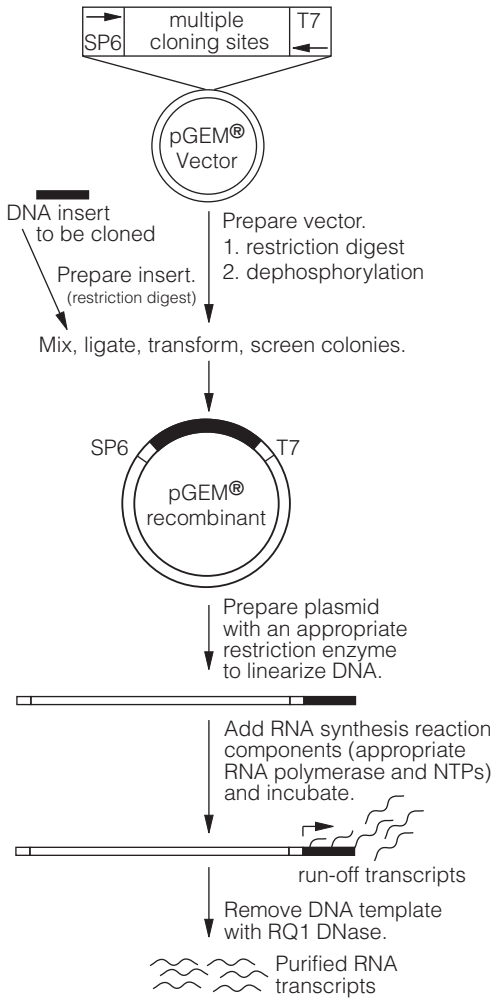 SP6
multiple
cloning sites
T7
pGEM®
Vector
DNA insert
to be cloned
Prepare vector.
1. restriction digest
2. dephosphorylation
Prepare insert.
(restriction digest)
Mix, ligate, transform, screen colonies.
SP6
T7
pGEM®
recombinant
Prepare plasmid
with an appropriate
restriction enzyme
to linearize DNA.
Add RNA synthesis reaction
components (appropriate
RNA polymerase and NTPs)
and incubate.
run-off transcripts
Remove DNA template
with RQ1 DNase.
Purified RNA
transcripts